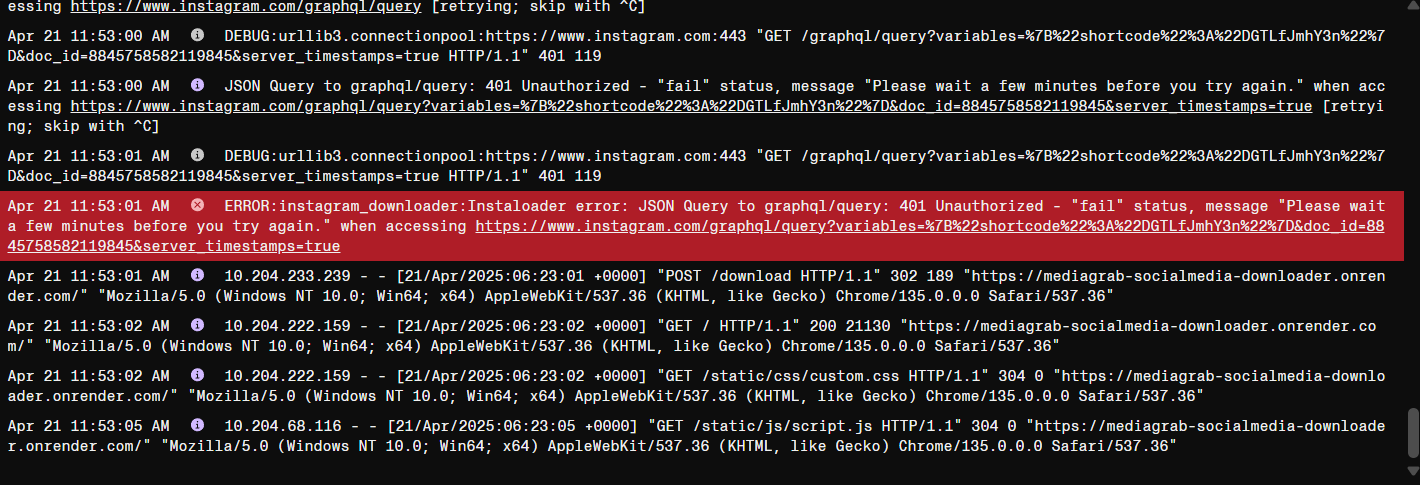 essing https://www.instagram.com/graphql/query [retrying; skip with ^C]
Apr 21 11:53:00 AM DEBUG:urllib3.connectionpool:https://www.instagram.com:443 "GET /graphql/query?variables=%7B%22shortcode%22%3A%22DGTLfJmhY3n%22%7
D&doc_id=8845758582119845&server_timestamps=true HTTP/1.1" 401 119
Apr 21 11:53:00 AM JSON Query to graphql/query: 401 Unauthorized - "fail" status, message "Please wait a few minutes before you try again." when acc
essing https://www.instagram.com/graphql/query?variables=%7B%22shortcode%22%3A%22DGTLfJmhY3n%22%7D&doc_id=8845758582119845&server_timestamps=true [retryi
ng; skip with ^C]
Apr 21 11:53:01 AM DEBUG:urllib3.connectionpool:https://www.instagram.com:443 "GET /graphql/query?variables=%7B%22shortcode%22%3A%22DGTLfJmhY3n%22%7
D&doc_id=8845758582119845&server_timestamps=true HTTP/1.1" 401 119
Apr 21 11:53:01 AM ERROR:instagram_downloader:Instaloader error: JSON Query to graphql/query: 401 Unauthorized - "fail" status, message "Please wait
a few minutes before you try again." when accessing https://www.instagram.com/graphql/query?variables=%7B%22shortcode%22%3A%22DGTLfJmhY3n%22%7D&doc_id=88
45758582119845&server_timestamps=true
Apr 21 11:53:01 AM 10.204.233.239 - - [21/Apr/2025:06:23:01 +0000] "POST /download HTTP/1.1" 302 189 "https://mediagrab-socialmedia-downloader.onren
der.com/" "Mozilla/5.0 (Windows NT 10.0; Win64; x64) AppleWebKit/537.36 (KHTML, like Gecko) Chrome/135.0.0.0 Safari/537.36"
Apr 21 11:53:02 AM 10.204.222.159 - - [21/Apr/2025:06:23:02 +0000] "GET / HTTP/1.1" 200 21130 "https://mediagrab-socialmedia-downloader.onrender.co
m/" "Mozilla/5.0 (Windows NT 10.0; Win64; x64) AppleWebKit/537.36 (KHTML, like Gecko) Chrome/135.0.0.0 Safari/537.36"
Apr 21 11:53:02 AM 10.204.222.159 - - [21/Apr/2025:06:23:02 +0000] "GET /static/css/custom.css HTTP/1.1" 304 0 "https://mediagrab-socialmedia-downlo
ader.onrender.com/" "Mozilla/5.0 (Windows NT 10.0; Win64; x64) AppleWebKit/537.36 (KHTML, like Gecko) Chrome/135.0.0.0 Safari/537.36"
Apr 21 11:53:05 AM 10.204.68.116 - - [21/Apr/2025:06:23:05 +0000] "GET /static/js/script.js HTTP/1.1" 304 0 "https://mediagrab-socialmedia-downloade
r.onrender.com/" "Mozilla/5.0 (Windows NT 10.0; Win64; x64) AppleWebKit/537.36 (KHTML, like Gecko) Chrome/135.0.0.0 Safari/537.36"